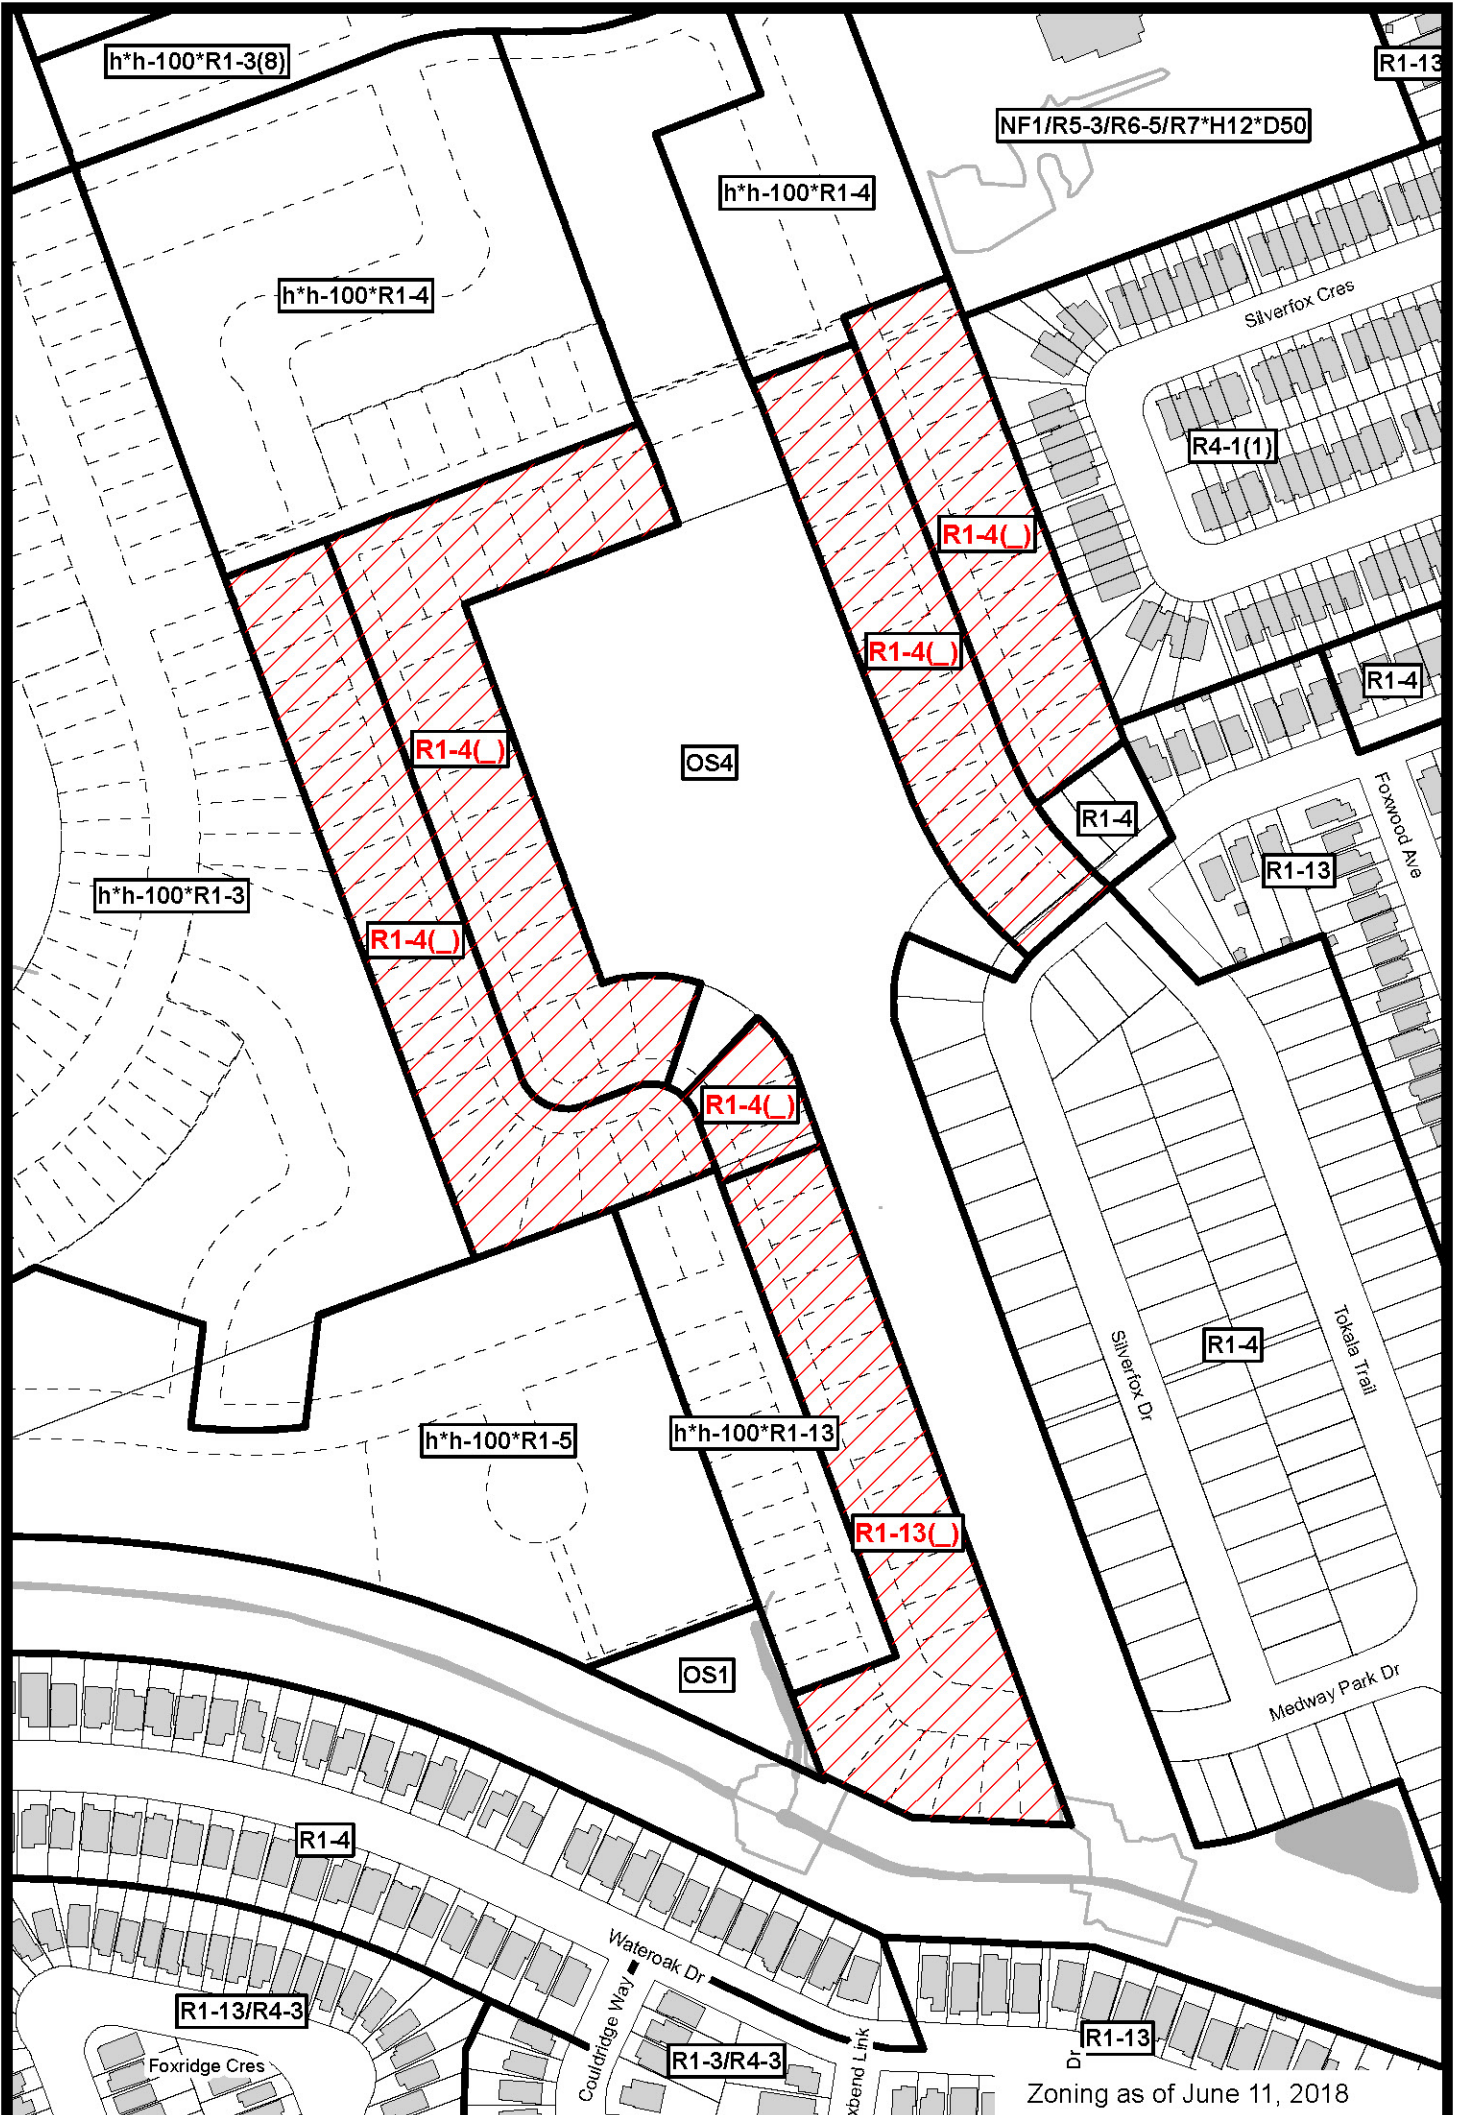 h*h-100*R1-3(8)
R1-13
NF1/R5-3/R6-5/R7*H12*D50
h*h-100*R1-4
h*h-100*R1-4
Silverfox Cres
R4-1(1)
R1-4(_)
R1-4(_)
R1-4
R1-4(_)
OS4
Foxwood Ave
R1-4
R1-13
h*h-100*R1-3
R1-4(_)
R1-4(_)
Silverfox Dr
R1-4
Tokala Trail
h*h-100*R1-5
h*h-100*R1-13
R1-13(_)
OS1
Medway Park Dr
R1-4
Wateroak Dr
R1-13/R4-3
Couldridge Way
R1-3/R4-3
xbend Link
Dr
R1-13
Foxridge Cres
Zoning as of June 11, 2018